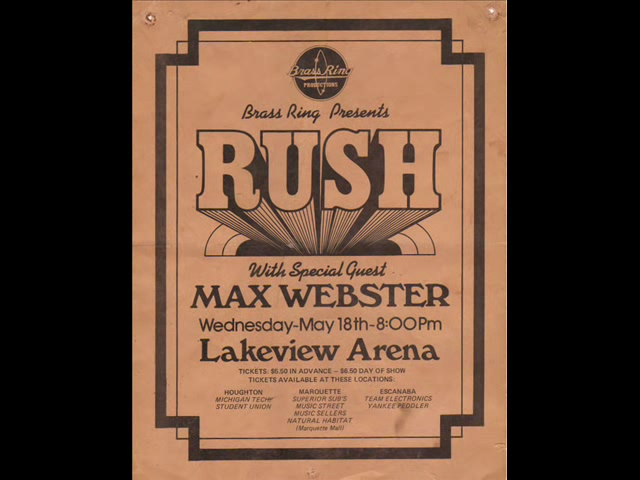 Brass Ring
PRODUCTIONS
Brass Ring Presents
RUSH
With Special Guest
MAX WEBSTER
Wednesday-May 18th-8:00Pm
Lakeview Arena
TICKETS: $5.50 IN ADVANCE – $6.50 DAY OF SHOW
TICKETS AVAILABLE AT THESE LOCATIONS:
HOUGHTON
MICHIGAN TECH
STUDENT UNION
MARQUETTE
SUPERIOR SUB'S
MUSIC STREET
MUSIC SELLERS
NATURAL HABITAT
(Marquette Mall)
ESCANABA
TEAM ELECTRONICS
YANKEE PEDDLER